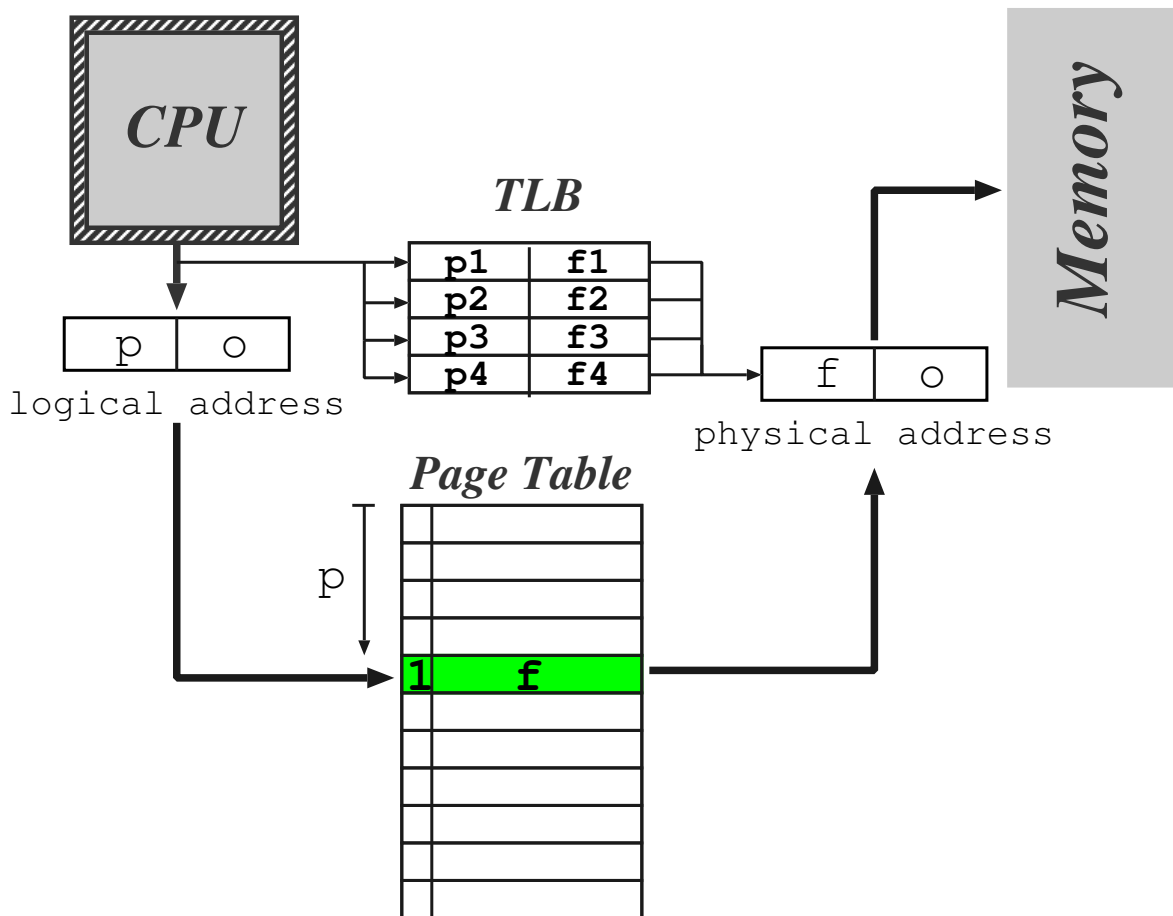 CPU
Memory
TLB
p1 f1
p2 f2
p3 f3
p4 f4
p o
logical address
f o
physical address
Page Table
p
1 f